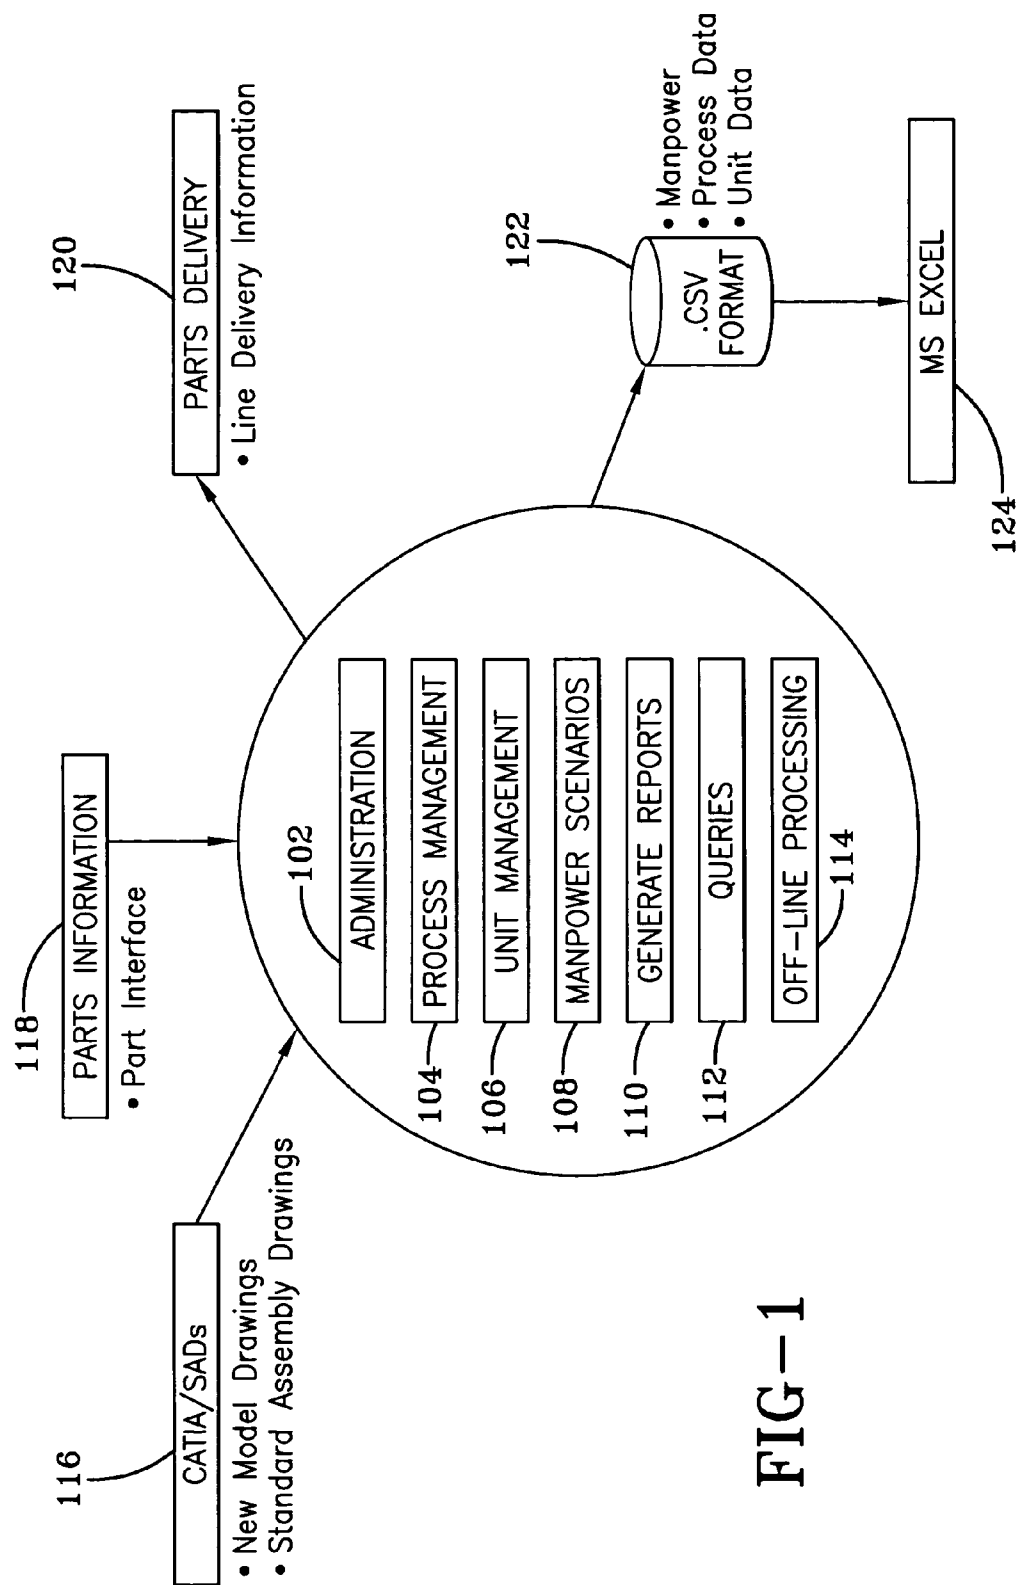 116
CATIA/SADs
• New Model Drawings
• Standard Assembly Drawings
118
PARTS INFORMATION
• Part Interface
120
PARTS DELIVERY
• Line Delivery Information
102
ADMINISTRATION
104
PROCESS MANAGEMENT
106
UNIT MANAGEMENT
108
MANPOWER SCENARIOS
110
GENERATE REPORTS
112
QUERIES
OFF-LINE PROCESSING
114
122
.CSV
FORMAT
• Manpower
• Process Data
• Unit Data
MS EXCEL
124
FIG-1